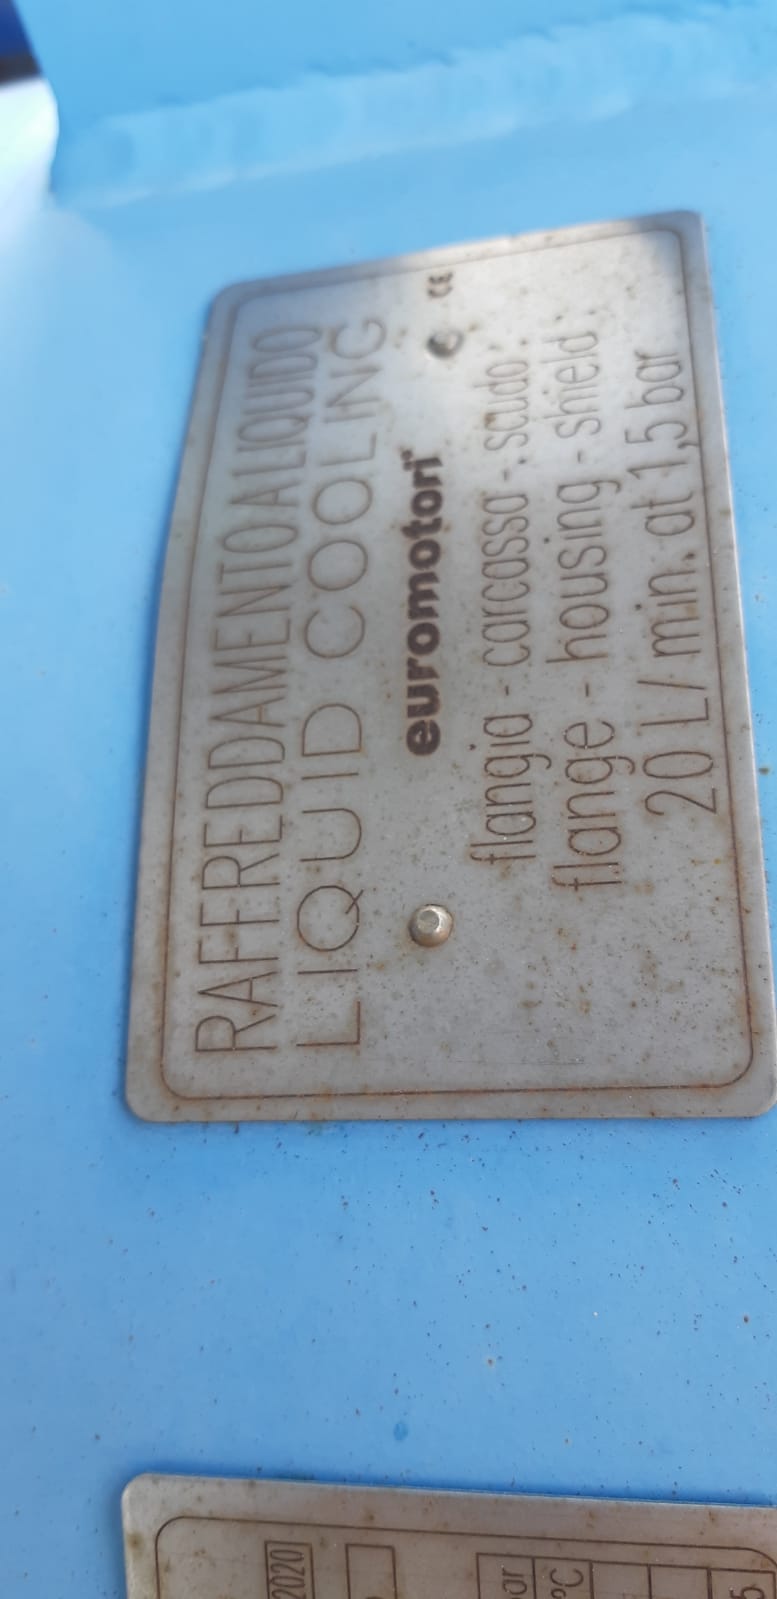 RAFFREDDAMENTO A LIQUIDO
LIQUID COOLING
CE
euromotori
flangia - carcassa - scudo
flange - housing - shield
20 L / min. at 1,5 bar
2020
°C